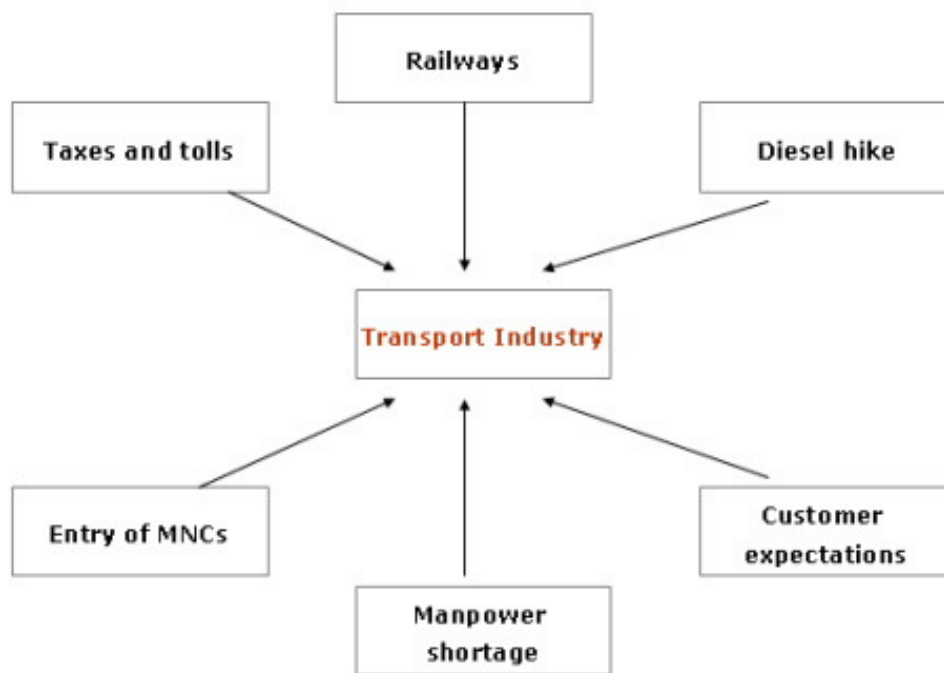 Railways
Taxes and tolls
Diesel hike
Transport Industry
Entry of MNCs
Customer
expectations
Manpower
shortage